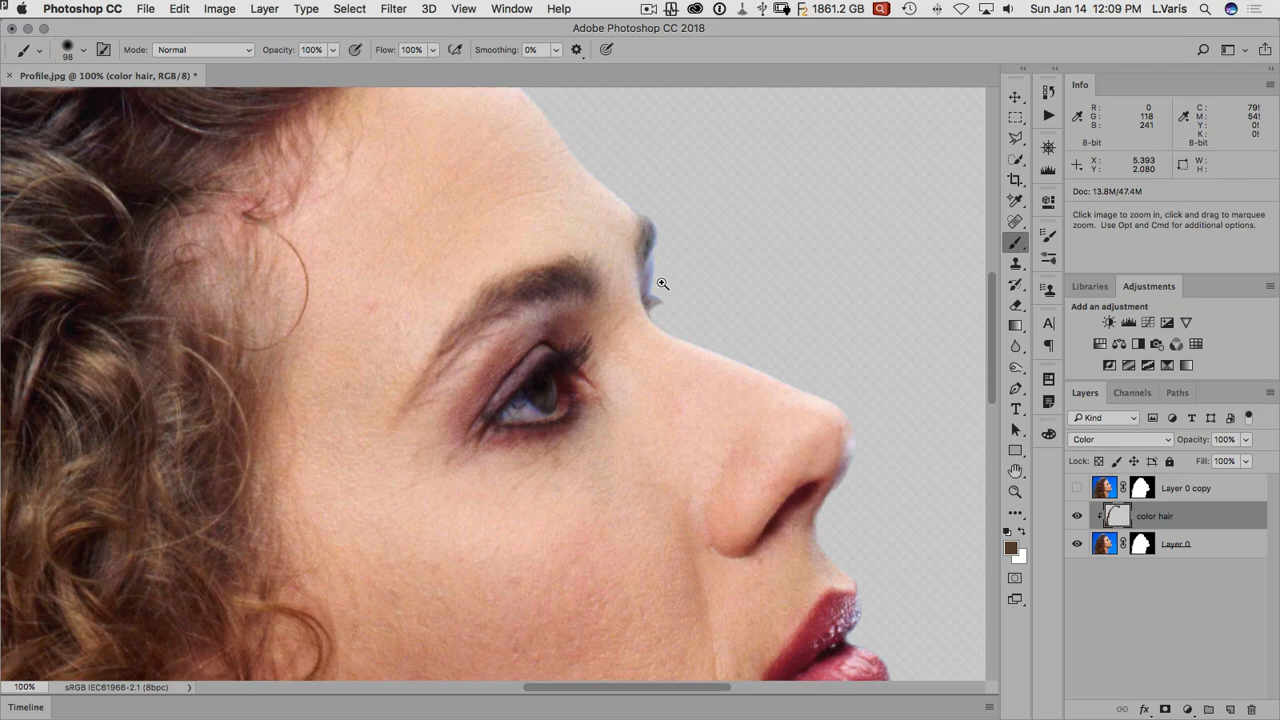 Photoshop CC File Edit Image Layer Type Select Filter 3D View Window Help 1861.2 GB Sun Jan 14 12:09 PM L.Varis
Adobe Photoshop CC 2018
98 Mode: Normal Opacity: 100% Flow: 100% Smoothing: 0%
Profile.jpg @ 100% (color hair, RGB/8) *
Info
R: 0 C: 79!
G: 118 M: 54!
B: 241 Y: 0!
K: 0!
8-bit 8-bit
X: 5.393 W:
Y: 2.080 H:
Doc: 13.8M/47.4M
Click image to zoom in, click and drag to marquee
zoom. Use Opt and Cmd for additional options.
Libraries Adjustments
Add an adjustment
Layers Channels Paths
Kind
Color Opacity: 100%
Lock: Fill: 100%
Layer 0 copy
color hair
Layer 0
100% sRGB IEC61966-2.1 (8bpc)
Timeline